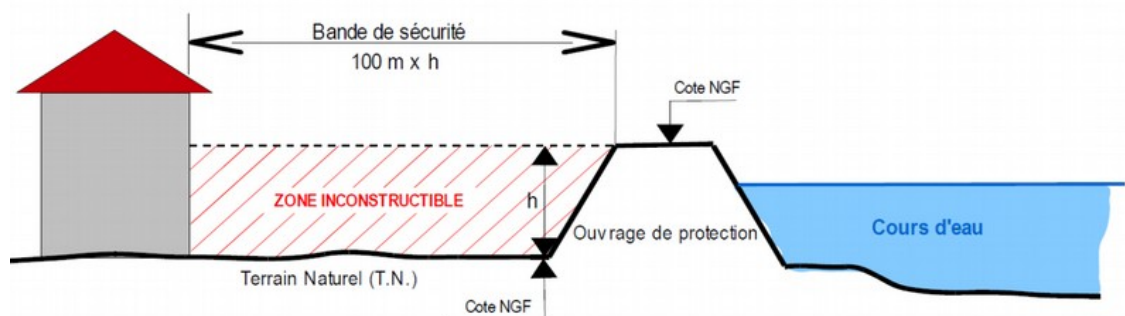 Bande de sécurité
100 m x h
Cote NGF
ZONE INCONSTRUCTIBLE
h
Ouvrage de protection
Cours d'eau
Terrain Naturel (T.N.)
Cote NGF